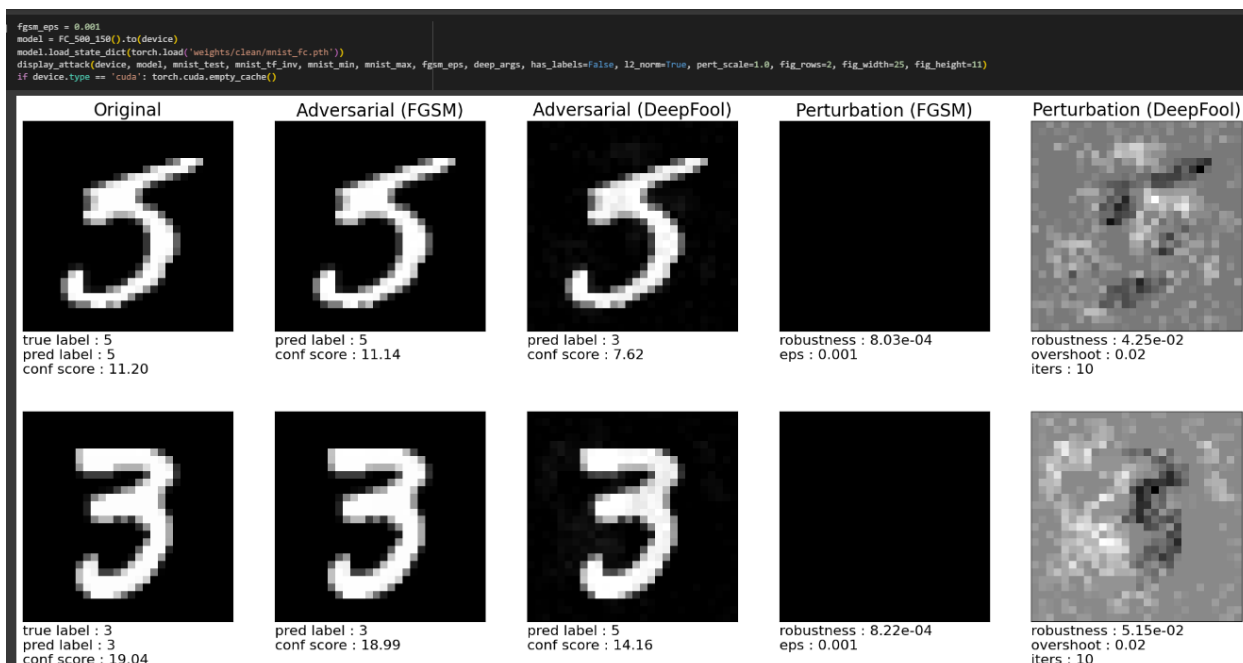 fgsm_eps = 0.001
model = FC_500_150().to(device)
model.load_state_dict(torch.load('weights/clean/mnist_fc.pth'))
display_attack(device, model, mnist_test, mnist_tf_inv, mnist_min, mnist_max, fgsm_eps, deep_args, has_labels=False, l2_norm=True, pert_scale=1.0, fig_rows=2, fig_width=25, fig_height=11)
if device.type == 'cuda': torch.cuda.empty_cache()
Original Adversarial (FGSM) Adversarial (DeepFool) Perturbation (FGSM) Perturbation (DeepFool)
true label : 5 pred label : 5 pred label : 3 robustness : 8.03e-04 robustness : 4.25e-02
pred label : 5 conf score : 11.14 conf score : 7.62 eps : 0.001 overshoot : 0.02
conf score : 11.20 iters : 10
true label : 3 pred label : 3 pred label : 5 robustness : 8.22e-04 robustness : 5.15e-02
pred label : 3 conf score : 18.99 conf score : 14.16 eps : 0.001 overshoot : 0.02
conf score : 19.04 iters : 10